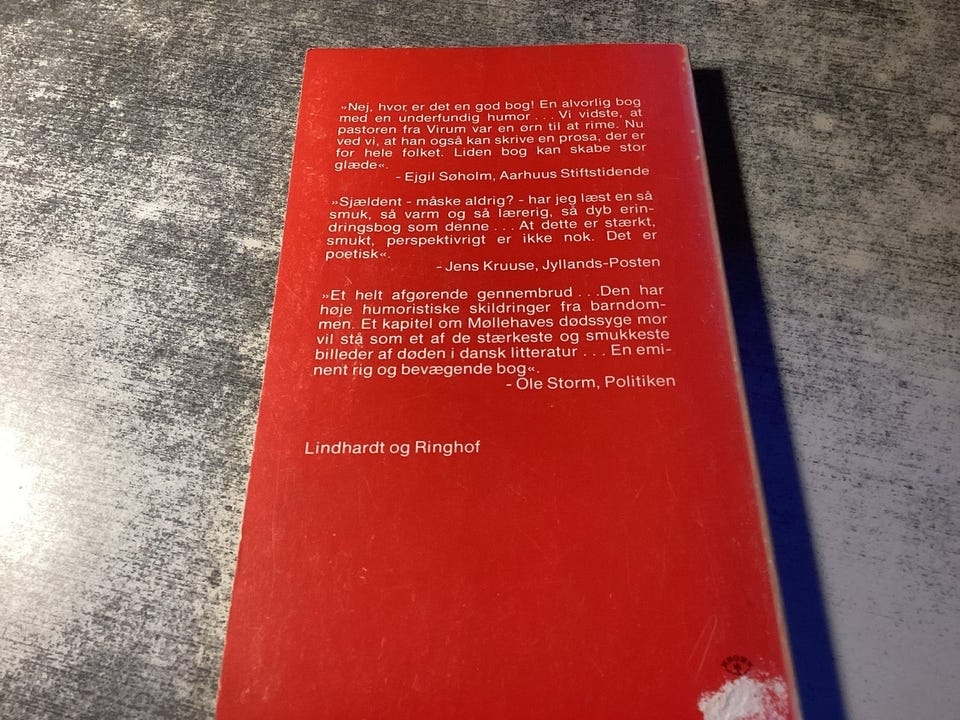 »Nej, hvor er det en god bog! En alvorlig bog
med en underfundig humor . . . Vi vidste, at
pastoren fra Virum var en ørn til at rime. Nu
ved vi, at han også kan skrive en prosa, der er
for hele folket. Liden bog kan skabe stor
glæde«.
- Ejgil Søholm, Aarhuus Stiftstidende
»Sjældent - måske aldrig? - har jeg læst en så
smuk, så varm og så lærerig, så dyb erin-
dringsbog som denne . . . At dette er stærkt,
smukt, perspektivrigt er ikke nok. Det er
poetisk«.
- Jens Kruuse, Jyllands-Posten
»Et helt afgørende gennembrud . . .Den har
høje humoristiske skildringer fra barndom-
men. Et kapitel om Møllehaves dødssyge mor
vil stå som et af de stærkeste og smukkeste
billeder af døden i dansk litteratur . . . En emi-
nent rig og bevægende bog«.
- Ole Storm, Politiken
Lindhardt og Ringhof